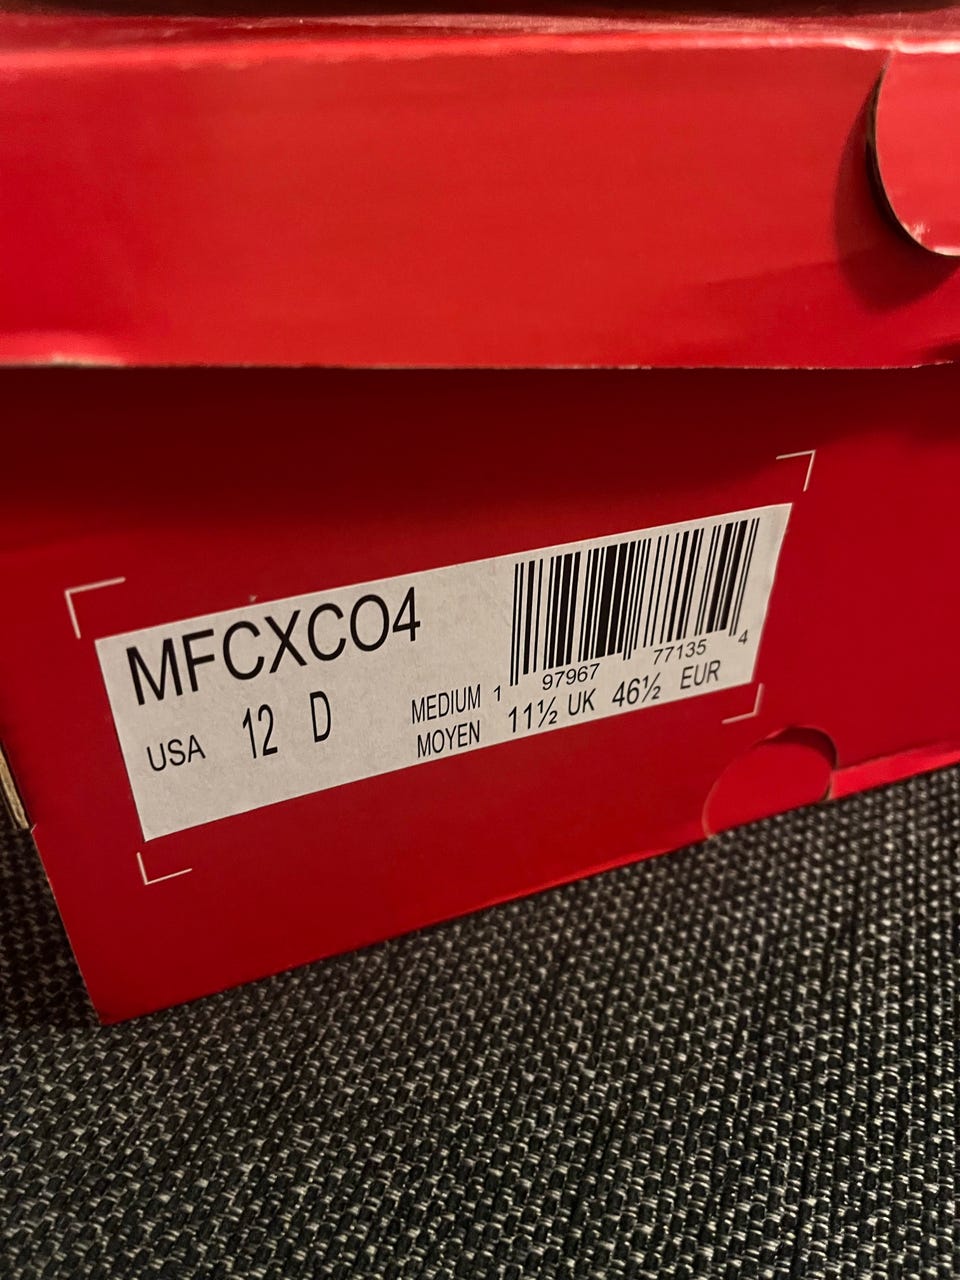 MFCXCO4
USA 12 D
MEDIUM
MOYEN
1 97967 77135 4
11½ UK 46½ EUR